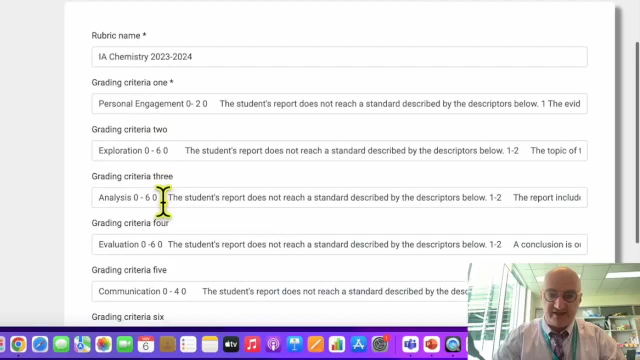 Rubric name *
IA Chemistry 2023-2024
Grading criteria one *
Personal Engagement 0- 2 0 The student's report does not reach a standard described by the descriptors below. 1 The evid
Grading criteria two
Exploration 0 - 6 0 The student's report does not reach a standard described by the descriptors below. 1-2 The topic of t
Grading criteria three
Analysis 0 - 6 0 The student's report does not reach a standard described by the descriptors below. 1-2 The report include
Grading criteria four
Evaluation 0 -6 0 The student's report does not reach a standard described by the descriptors below. 1-2 A conclusion is ou
Grading criteria five
Communication 0 - 4 0 The student's report does not reach a standard described by the des
Grading criteria six
6
tv